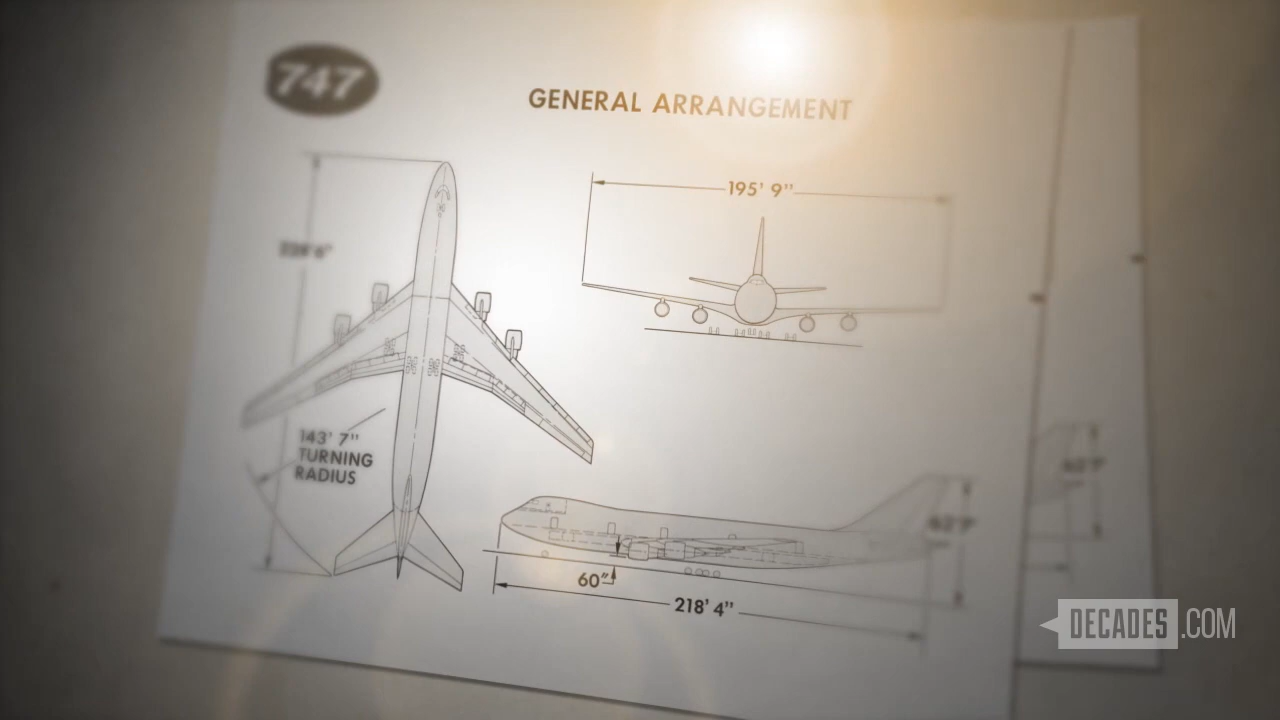 747
GENERAL ARRANGEMENT
195' 9"
143' 7"
TURNING
RADIUS
60"
218' 4"
DECADES.COM